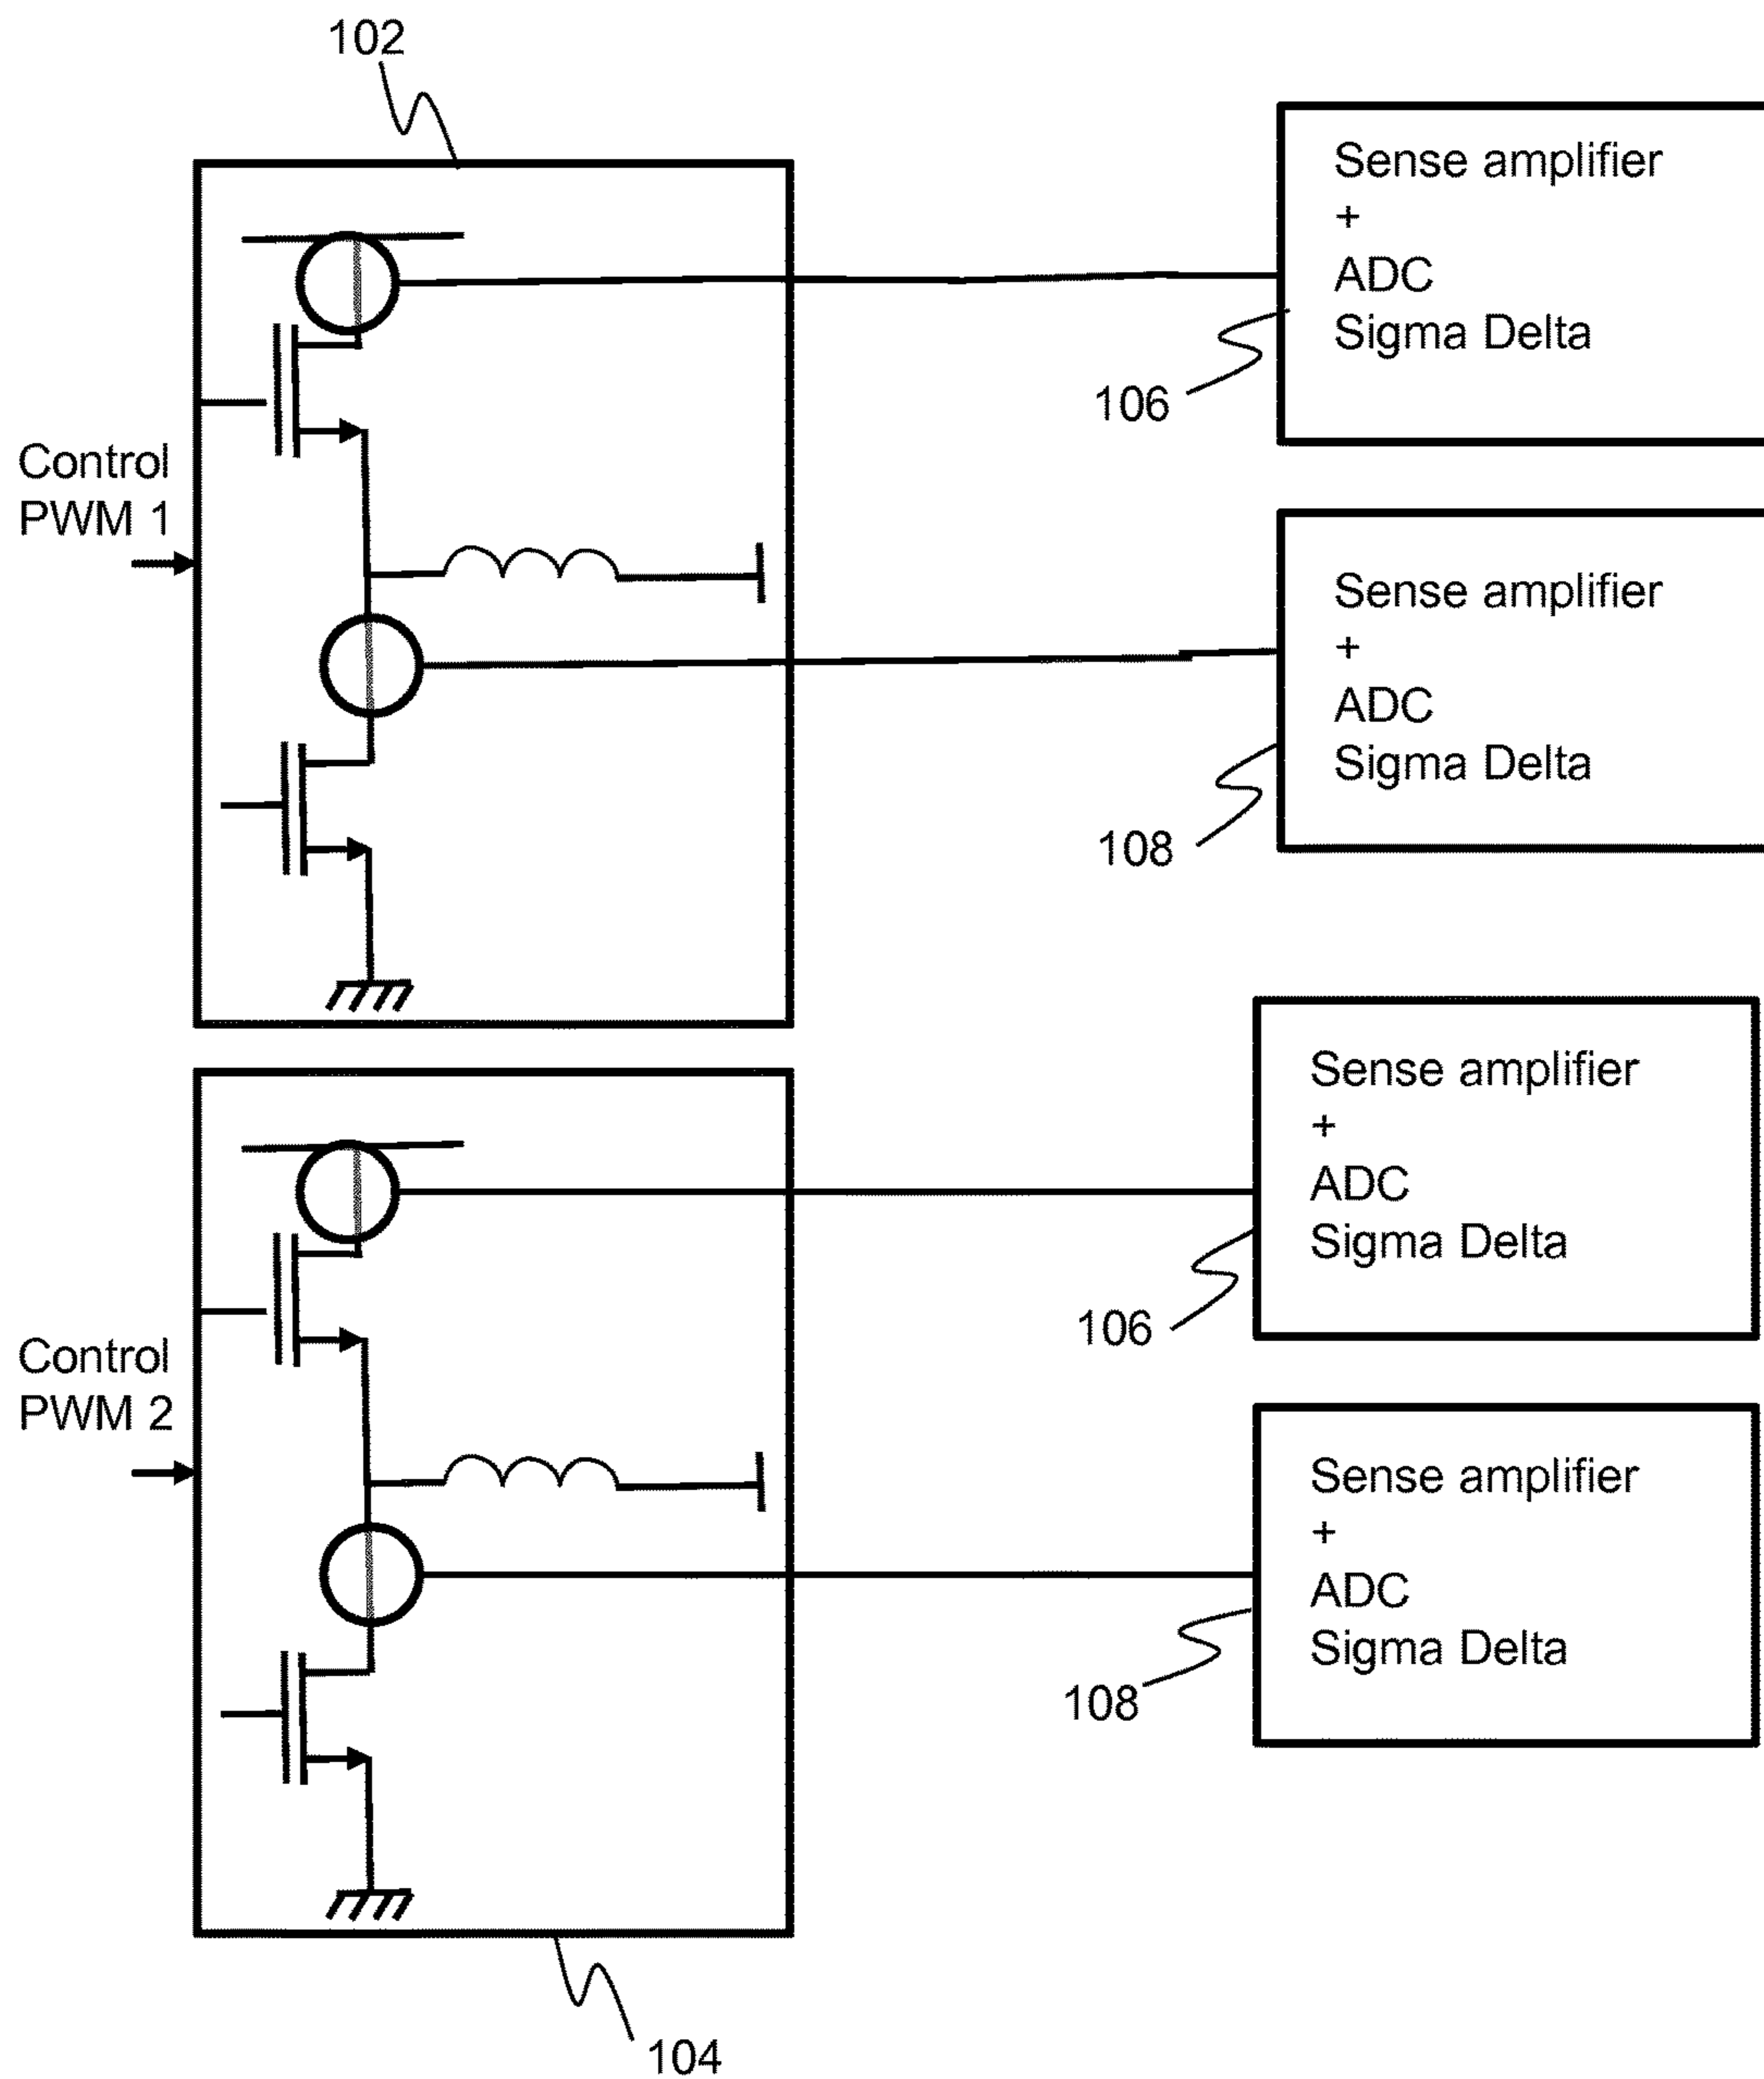 102
Sense amplifier
+
ADC
Sigma Delta
106
Control
PWM 1
Sense amplifier
+
ADC
Sigma Delta
108
Sense amplifier
+
ADC
Sigma Delta
106
Control
PWM 2
Sense amplifier
+
ADC
Sigma Delta
108
104